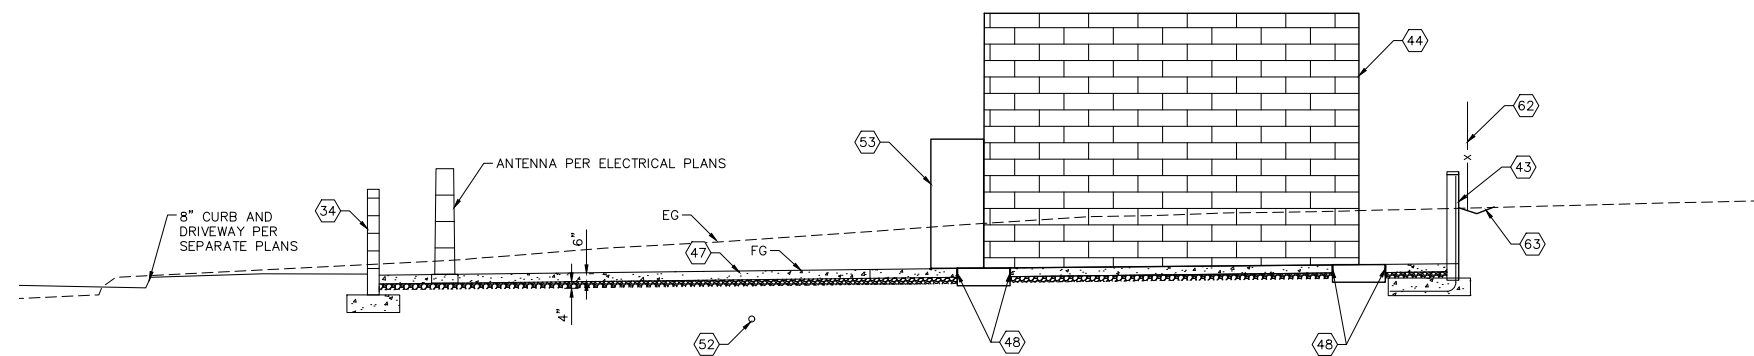 44
62
53
X
43
ANTENNA PER ELECTRICAL PLANS
34
8" CURB AND
DRIVEWAY PER
SEPARATE PLANS
EG
6"
47
FG
63
4"
52
48
48